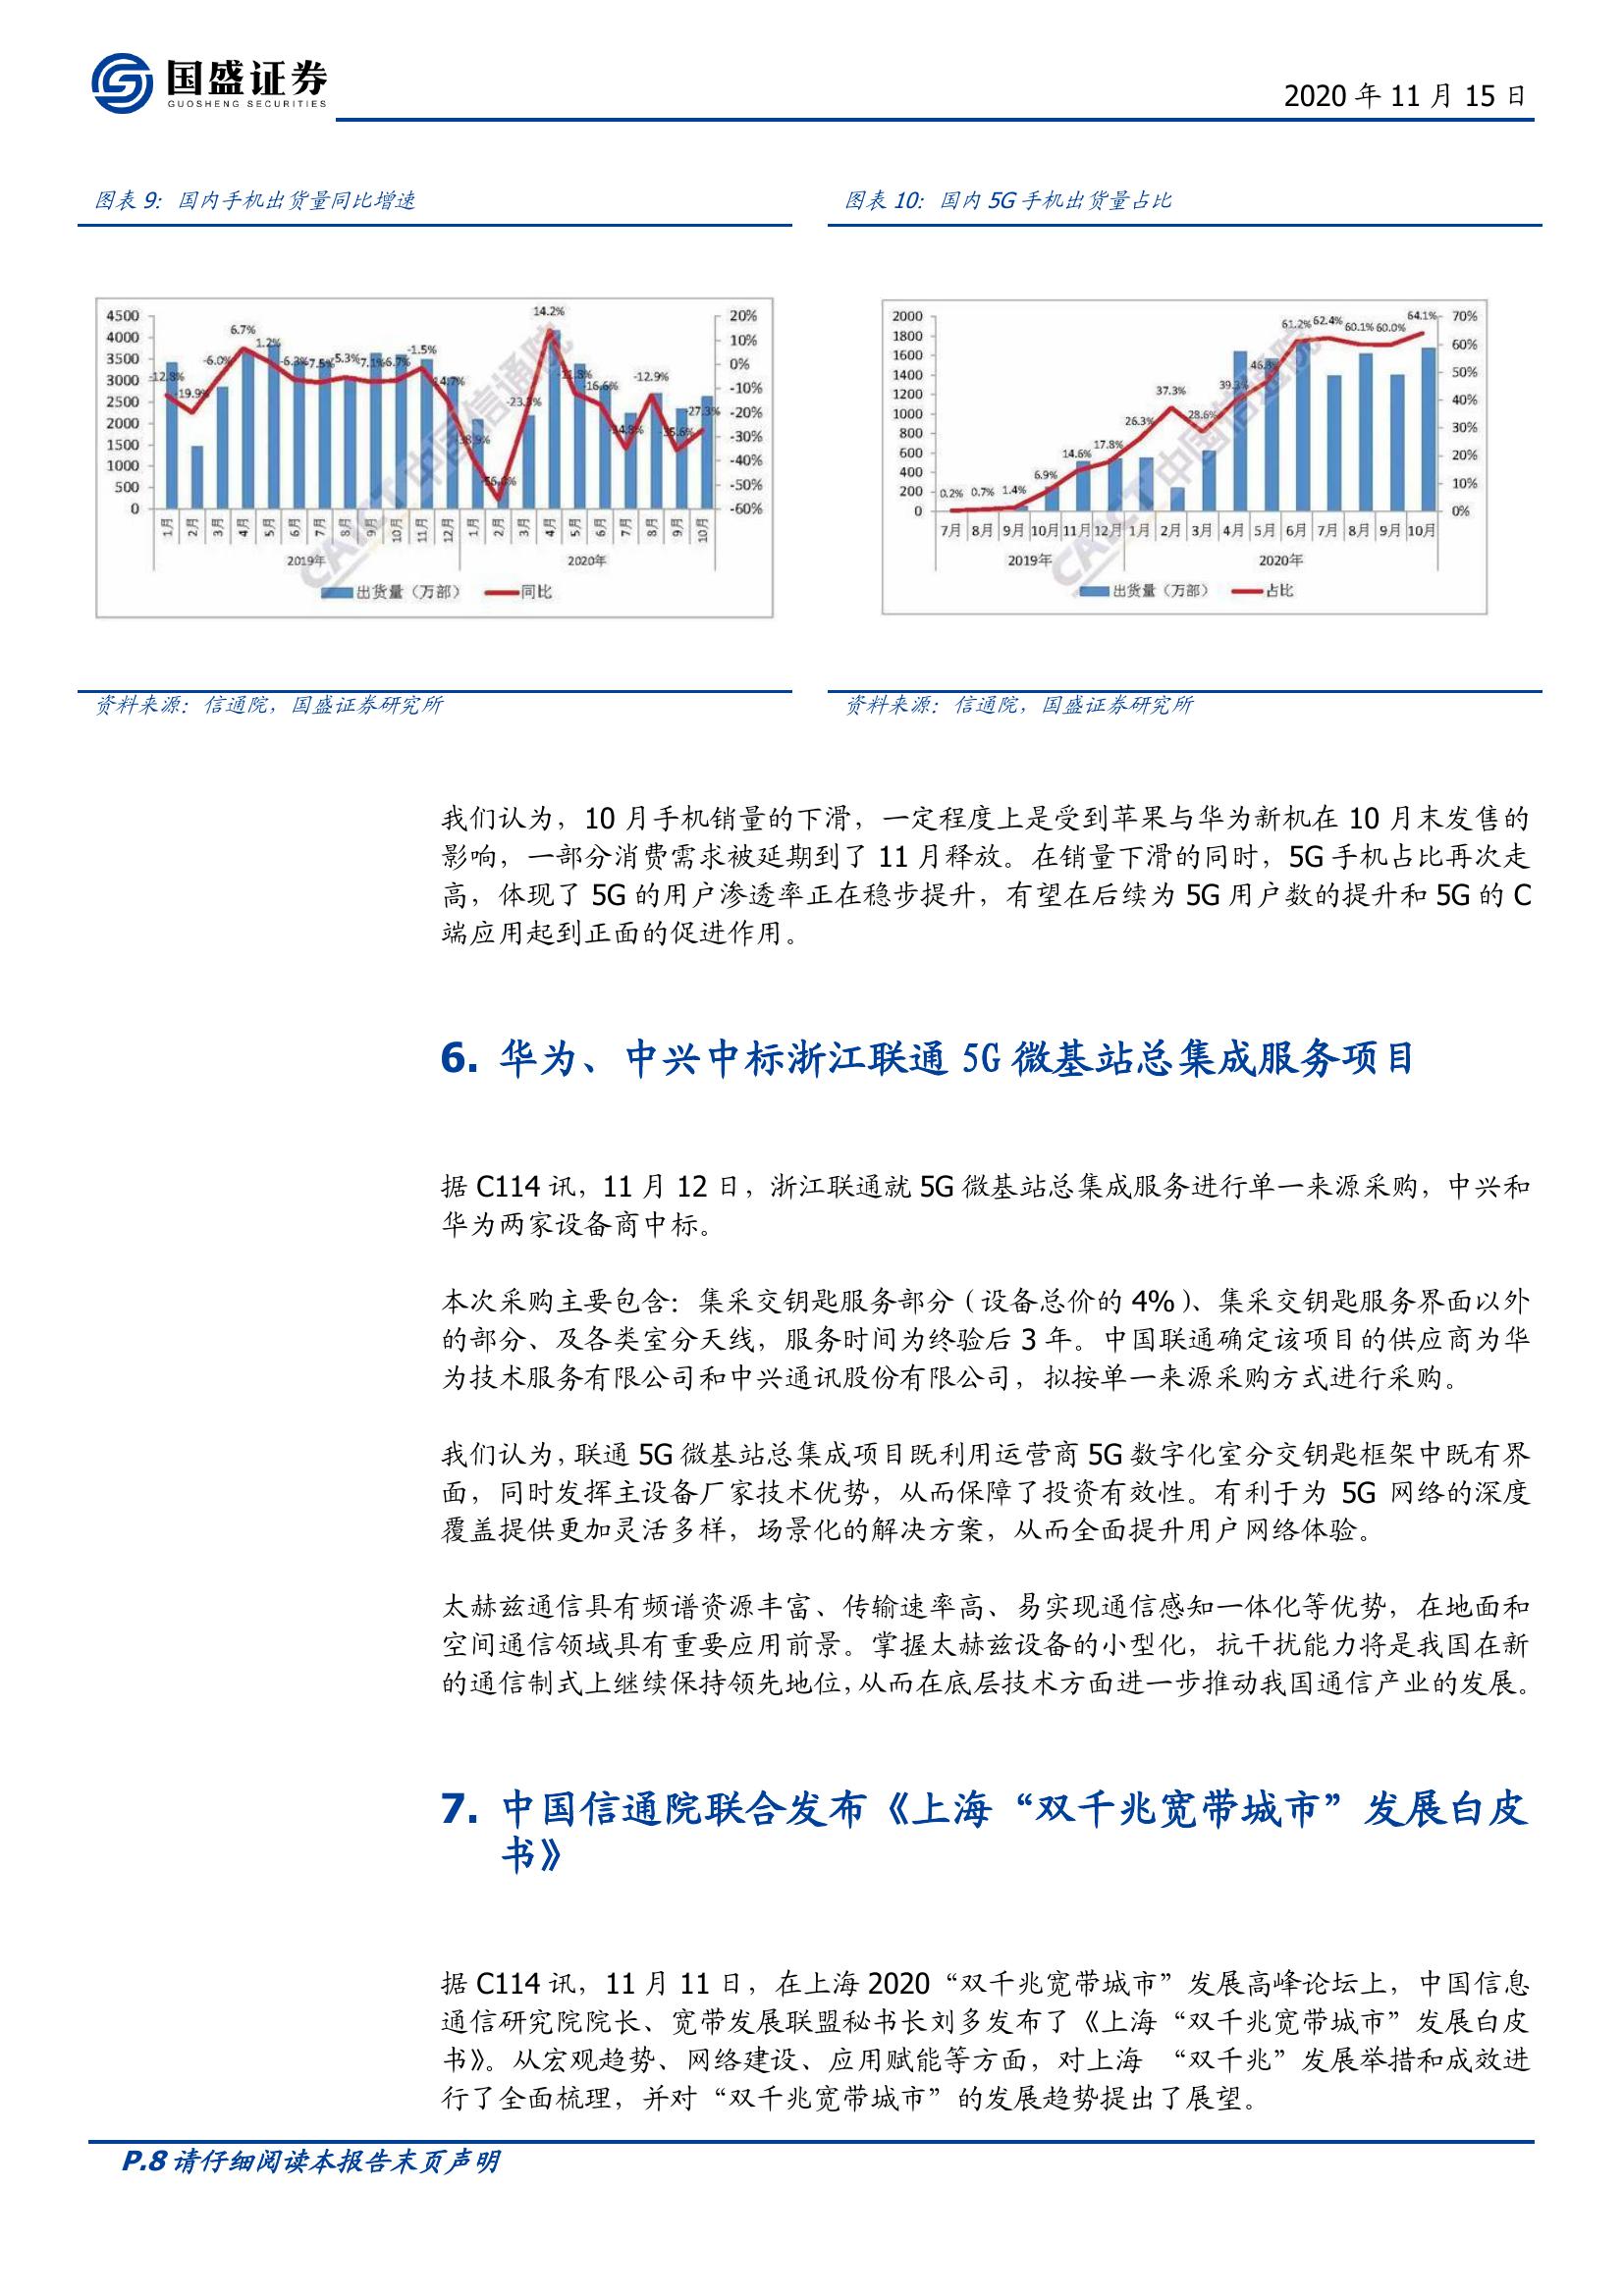 国盛证券
GUOSHENG SECURITIES
2020 年 11 月 15 日
图表 9：国内手机出货量同比增速
4500
4000
3500
3000
2500
2000
1500
1000
500
0
20%
10%
0%
-10%
-20%
-30%
-40%
-50%
-60%
-12.8%
-19.9%
-6.0%
6.7%
1.2%
-6.3%
-7.5%
-5.3%
-7.1%
-6.7%
-1.5%
-14.7%
-38.9%
-56.0%
14.2%
-11.8%
-16.6%
-34.8%
-12.9%
-35.6%
-27.3%
1月 2月 3月 4月 5月 6月 7月 8月 9月 10月 11月 12月 1月 2月 3月 4月 5月 6月 7月 8月 9月 10月
2019年 2020年
出货量（万部） 同比
CAICT 中国信通院
资料来源：信通院，国盛证券研究所
图表 10：国内 5G 手机出货量占比
2000
1800
1600
1400
1200
1000
800
600
400
200
0
70%
60%
50%
40%
30%
20%
10%
0%
0.2% 0.7% 1.4% 6.9% 14.6% 17.8% 26.3% 37.3% 28.6% 39.3% 61.2% 62.4% 60.1% 60.0% 64.1%
7月 8月 9月 10月 11月 12月 1月 2月 3月 4月 5月 6月 7月 8月 9月 10月
2019年 2020年
出货量（万部） 占比
CAICT 中国信通院
资料来源：信通院，国盛证券研究所
我们认为，10 月手机销量的下滑，一定程度上是受到苹果与华为新机在 10 月末发售的
影响，一部分消费需求被延期到了 11 月释放。在销量下滑的同时，5G 手机占比再次走
高，体现了 5G 的用户渗透率正在稳步提升，有望在后续为 5G 用户数的提升和 5G 的 C
端应用起到正面的促进作用。
6. 华为、中兴中标浙江联通 5G 微基站总集成服务项目
据 C114 讯，11 月 12 日，浙江联通就 5G 微基站总集成服务进行单一来源采购，中兴和
华为两家设备商中标。
本次采购主要包含：集采交钥匙服务部分（设备总价的 4%）、集采交钥匙服务界面以外
的部分、及各类室分天线，服务时间为终验后 3 年。中国联通确定该项目的供应商为华
为技术服务有限公司和中兴通讯股份有限公司，拟按单一来源采购方式进行采购。
我们认为，联通 5G 微基站总集成项目既利用运营商 5G 数字化室分交钥匙框架中既有界
面，同时发挥主设备厂家技术优势，从而保障了投资有效性。有利于为 5G 网络的深度
覆盖提供更加灵活多样，场景化的解决方案，从而全面提升用户网络体验。
太赫兹通信具有频谱资源丰富、传输速率高、易实现通信感知一体化等优势，在地面和
空间通信领域具有重要应用前景。掌握太赫兹设备的小型化，抗干扰能力将是我国在新
的通信制式上继续保持领先地位，从而在底层技术方面进一步推动我国通信产业的发展。
7. 中国信通院联合发布《上海“双千兆宽带城市”发展白皮
书》
据 C114 讯，11 月 11 日，在上海 2020“双千兆宽带城市”发展高峰论坛上，中国信息
通信研究院院长、宽带发展联盟秘书长刘多发布了《上海“双千兆宽带城市”发展白皮
书》。从宏观趋势、网络建设、应用赋能等方面，对上海 “双千兆”发展举措和成效进
行了全面梳理，并对“双千兆宽带城市”的发展趋势提出了展望。
P.8 请仔细阅读本报告末页声明